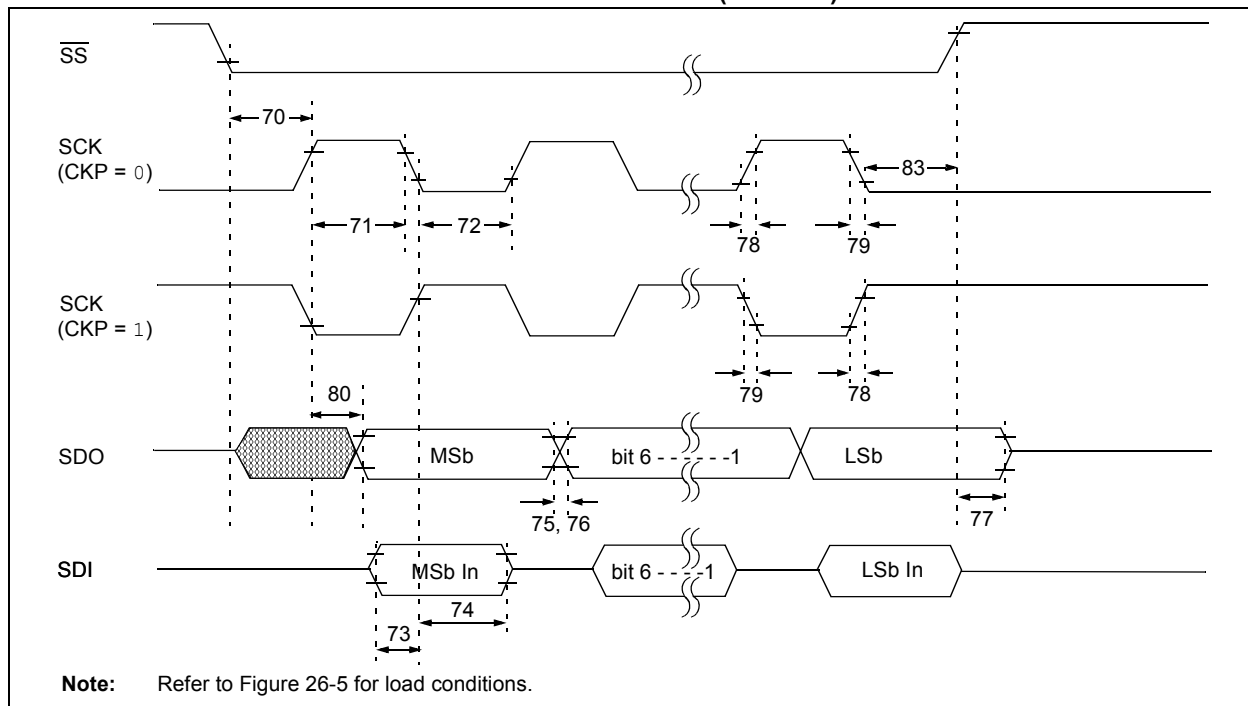 SS
70
SCK
(CKP = 0)
83
71
72
78
79
SCK
(CKP = 1)
79
78
80
SDO
MSb
bit 6 - - - - - -1
LSb
75, 76
77
SDI
MSb In
bit 6 - - - -1
LSb In
74
73
Note: Refer to Figure 26-5 for load conditions.